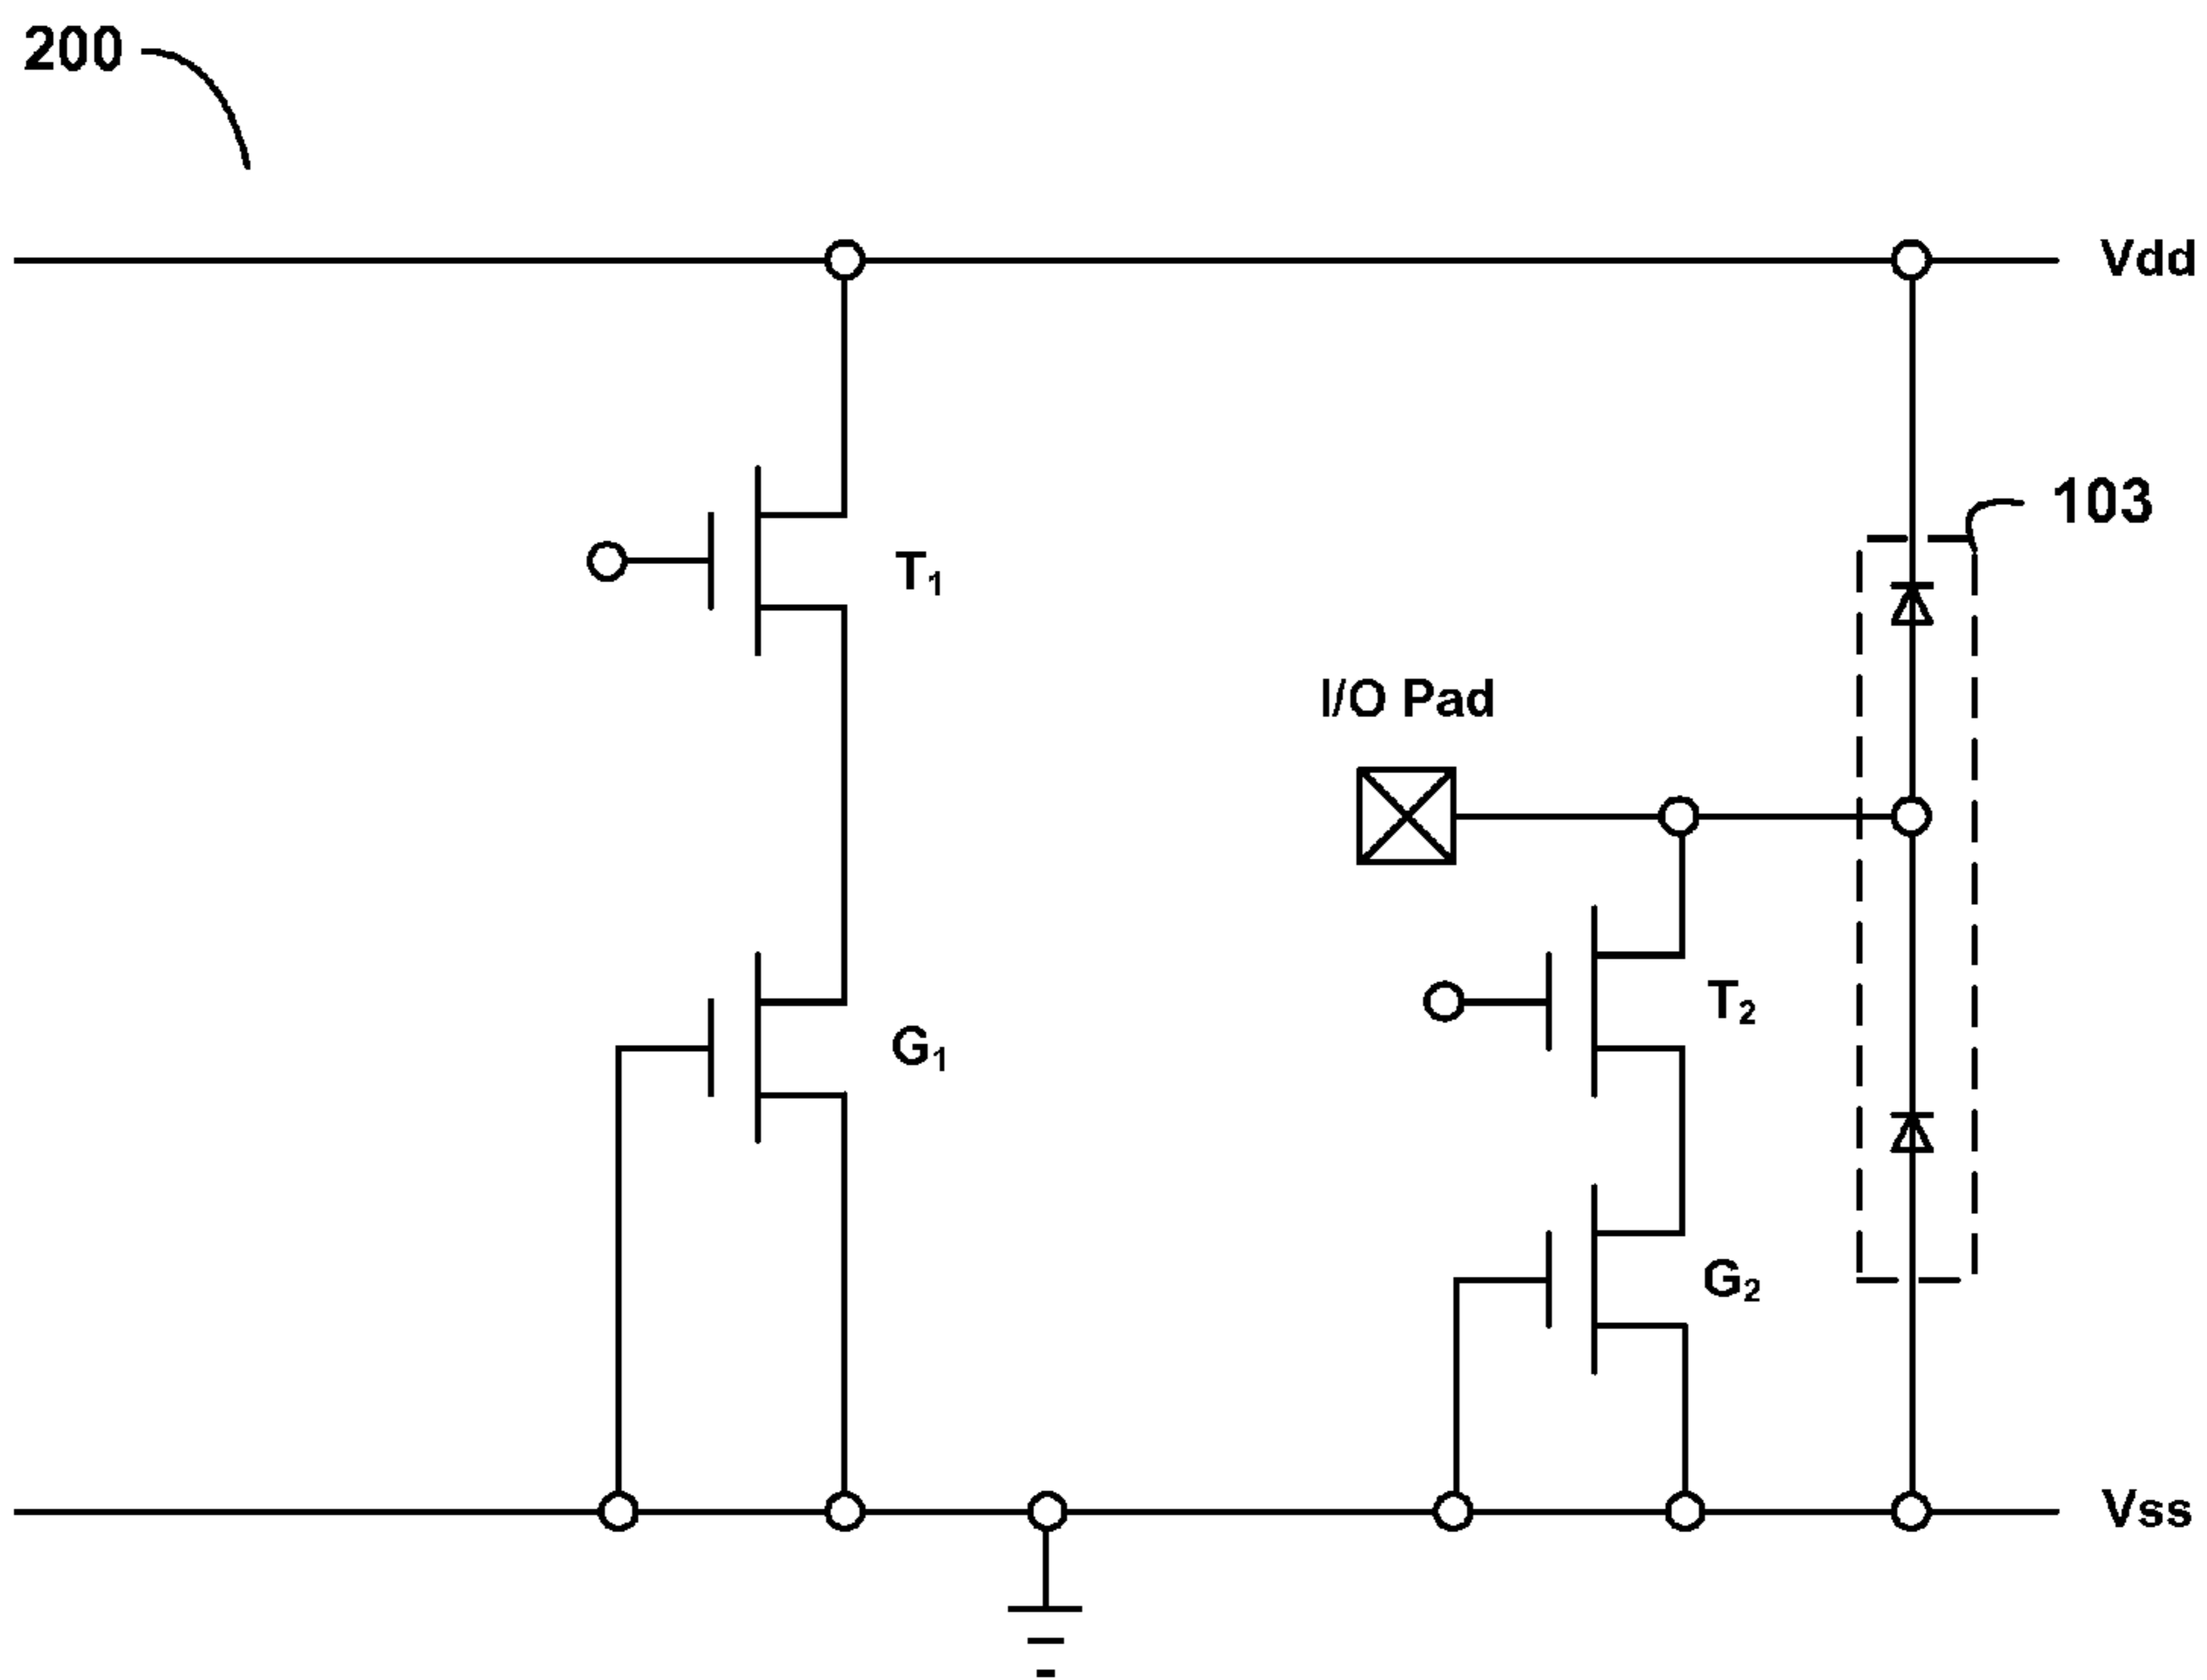 200
Vdd
103
T₁
I/O Pad
T₂
G₁
G₂
Vss